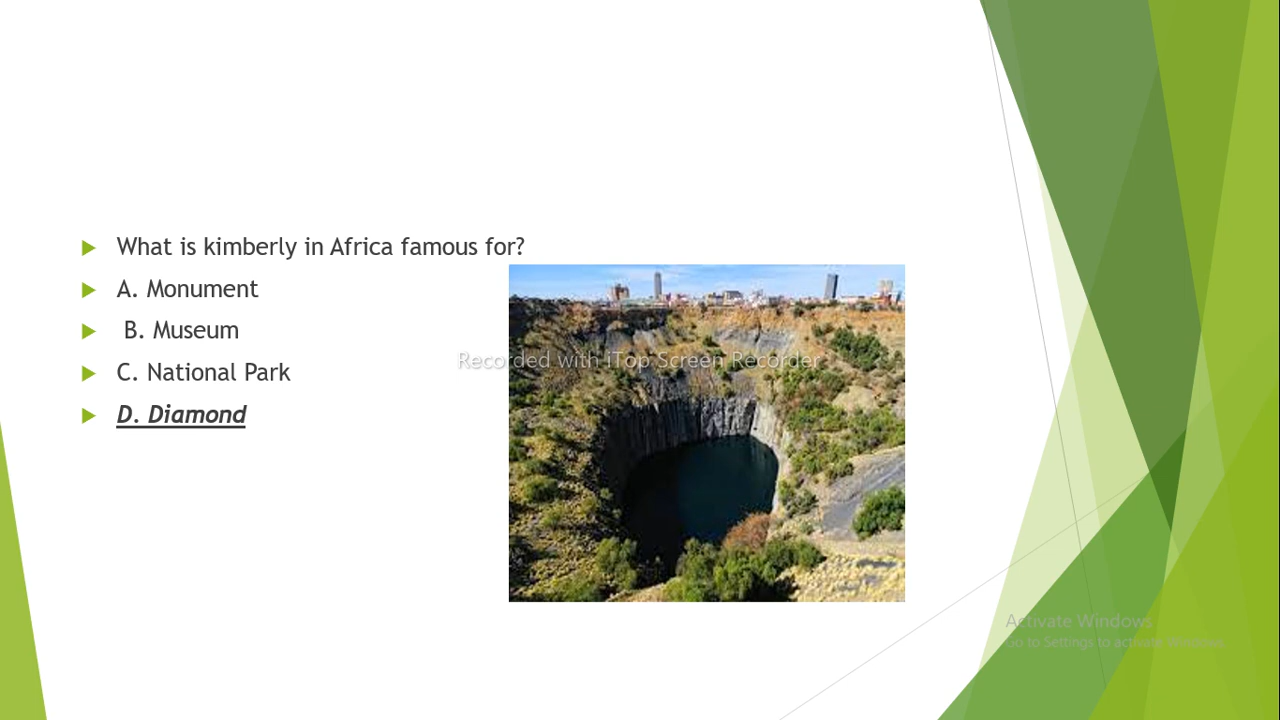 What is kimberly in Africa famous for?
A. Monument
B. Museum
Recorded with iTop Screen Recorder
C. National Park
D. Diamond
Activate Windows
Go to Settings to activate Windows.